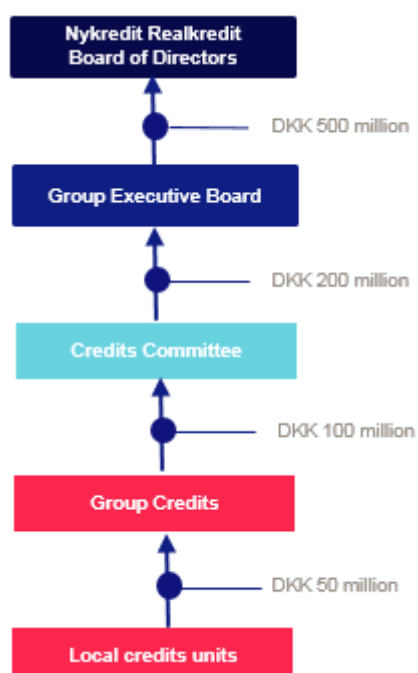 Nykredit Realkredit
Board of Directors
DKK 500 million
Group Executive Board
DKK 200 million
Credits Committee
DKK 100 million
Group Credits
DKK 50 million
Local credits units